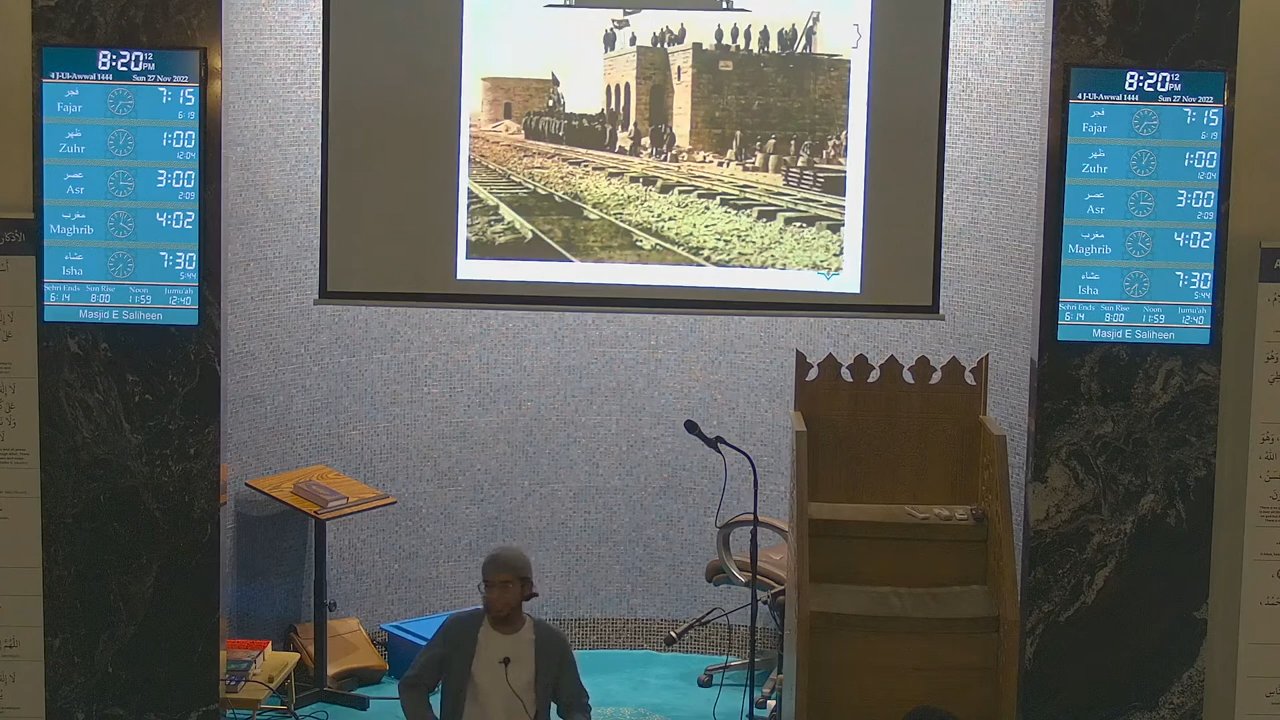 8:20 12 PM
4 J-Ul-Awwal 1444 Sun 27 Nov 2022
فجر
Fajar 7:15
6:19
ظهر
Zuhr 1:00
12:04
عصر
Asr 3:00
2:09
مغرب
Maghrib 4:02
عشاء
Isha 7:30
5:44
Sehri Ends Sun Rise Noon Jumu'ah
6:14 8:00 11:59 12:40
Masjid E Saliheen
8:20 12 PM
4 J-Ul-Awwal 1444 Sun 27 Nov 2022
فجر
Fajar 7:15
6:19
ظهر
Zuhr 1:00
12:04
عصر
Asr 3:00
2:09
مغرب
Maghrib 4:02
عشاء
Isha 7:30
5:44
Sehri Ends Sun Rise Noon Jumu'ah
6:14 8:00 11:59 12:40
Masjid E Saliheen